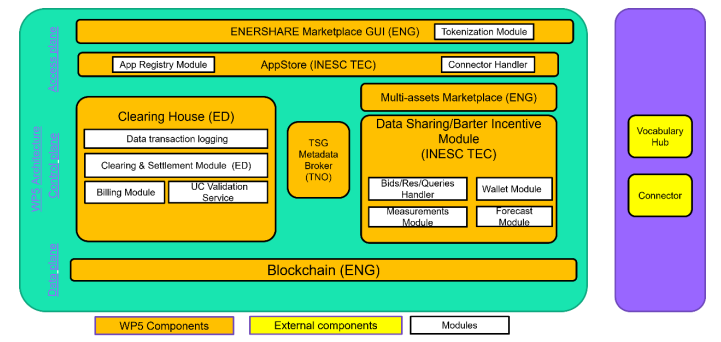 ENERSHARE Marketplace GUI (ENG)
Tokenization Module
App Registry Module
AppStore (INESC TEC)
Connector Handler
Access plane
Multi-assets Marketplace (ENG)
Clearing House (ED)
Data transaction logging
Clearing & Settlement Module (ED)
Billing Module
UC Validation
Service
TSG
Metadata
Broker
(TNO)
Data Sharing/Barter Incentive
Module
(INESC TEC)
Bids/Res/Queries
Handler
Wallet Module
Measurements
Module
Forecast
Module
WP5 Architecture
Control plane
Data plane
Blockchain (ENG)
Vocabulary
Hub
Connector
WP5 Components
External components
Modules